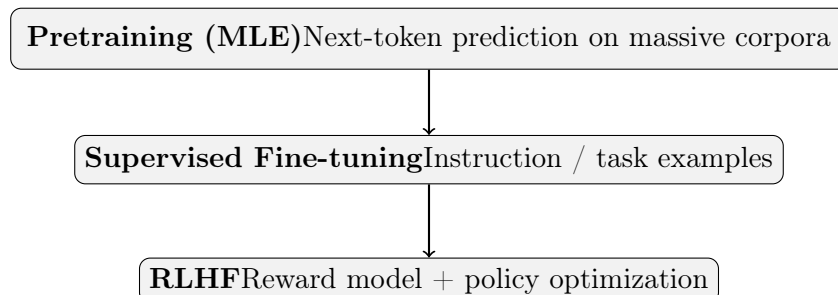 Pretraining (MLE)Next-token prediction on massive corpora
Supervised Fine-tuningInstruction / task examples
RLHFReward model + policy optimization